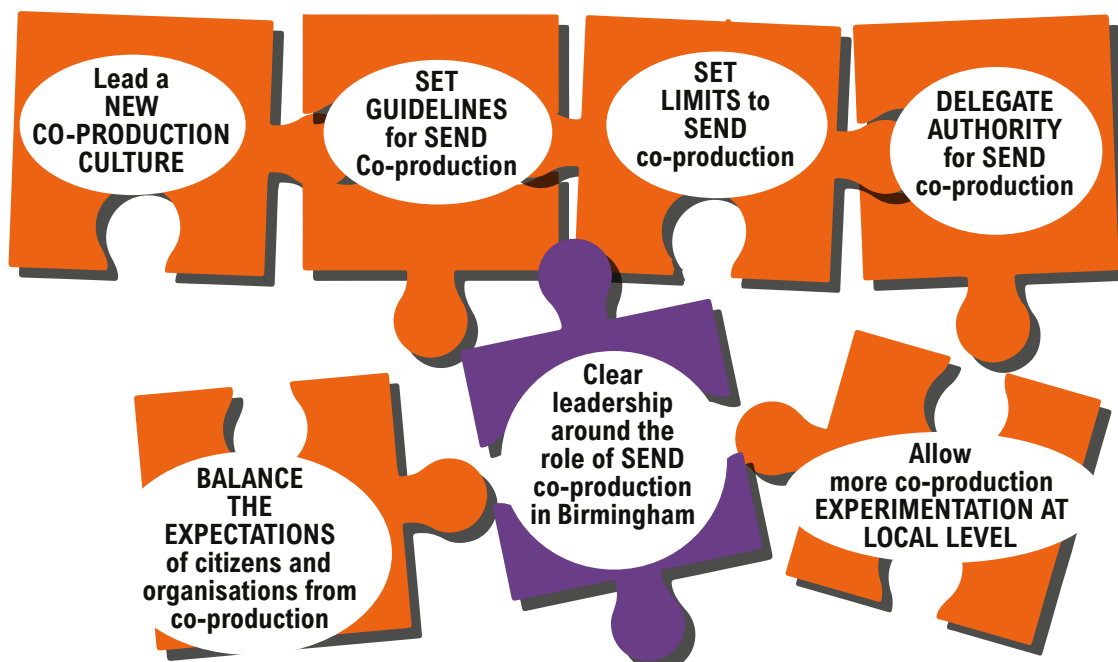 Lead a
NEW
CO-PRODUCTION
CULTURE
SET
GUIDELINES
for SEND
Co-production
SET
LIMITS to
SEND
co-production
DELEGATE
AUTHORITY
for SEND
co-production
BALANCE
THE
EXPECTATIONS
of citizens and
organisations from
co-production
Clear
leadership
around the
role of SEND
co-production
in Birmingham
Allow
more co-production
EXPERIMENTATION AT
LOCAL LEVEL